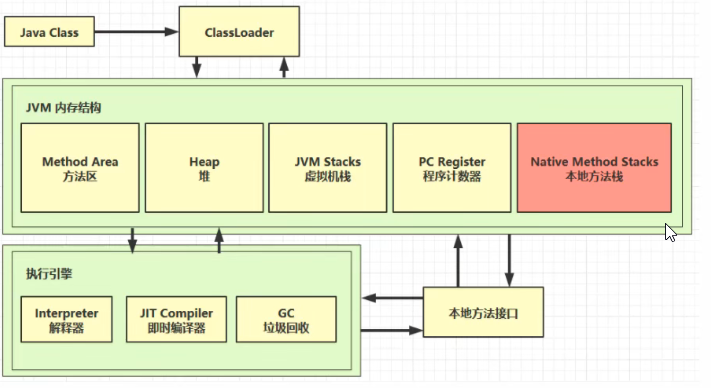 Java Class
ClassLoader
JVM 内存结构
Method Area
方法区
Heap
堆
JVM Stacks
虚拟机栈
PC Register
程序计数器
Native Method Stacks
本地方法栈
执行引擎
Interpreter
解释器
JIT Compiler
即时编译器
GC
垃圾回收
本地方法接口